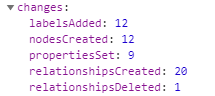 changes:
labelsAdded: 12
nodesCreated: 12
propertiesSet: 9
relationshipsCreated: 20
relationshipsDeleted: 1